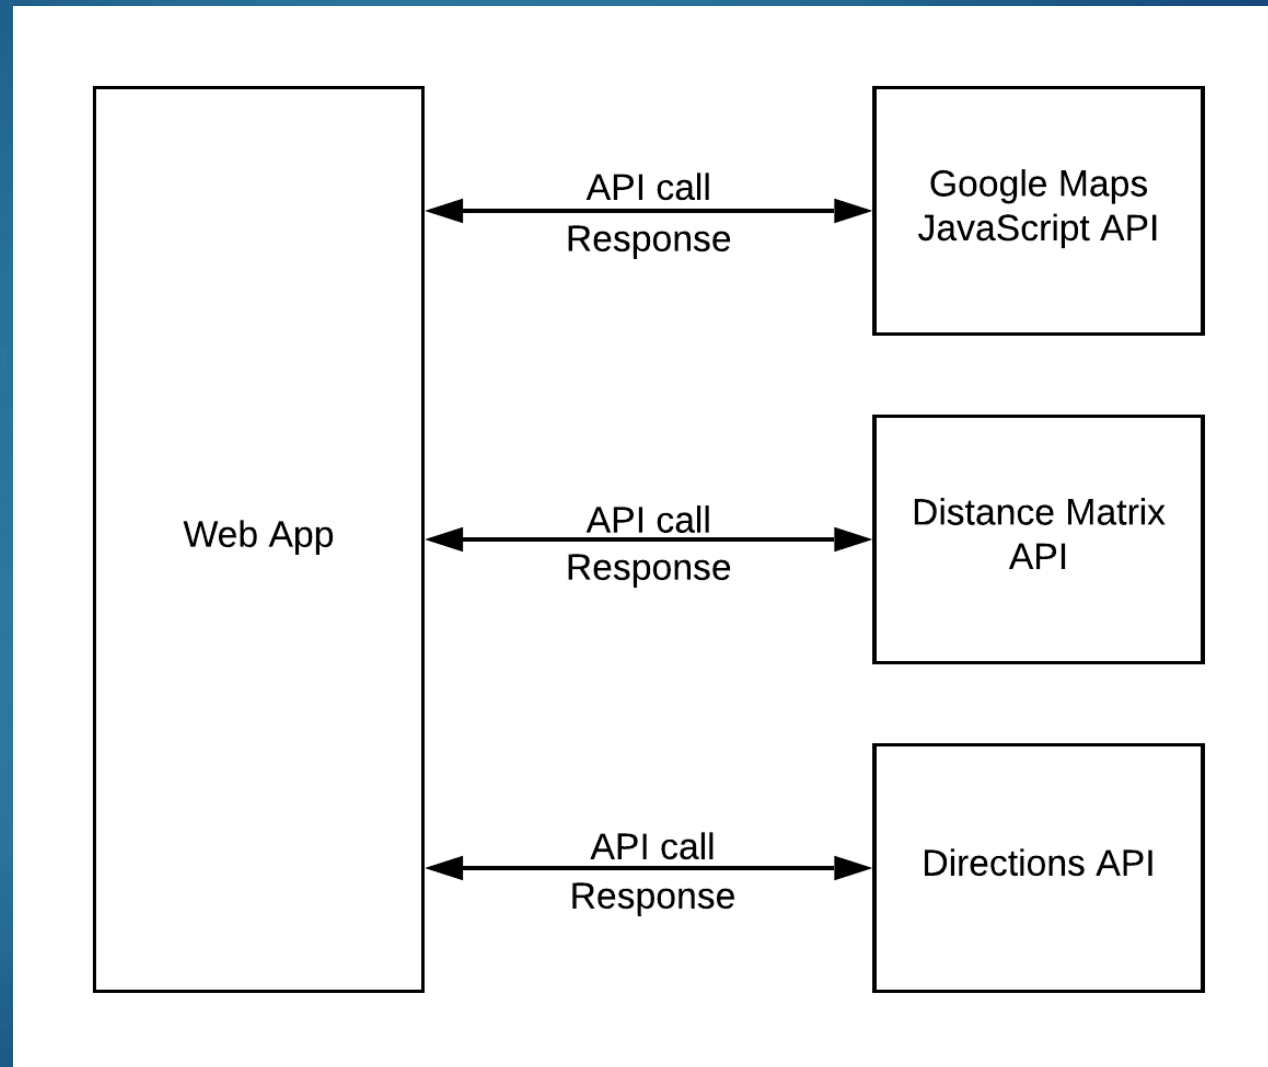 Web App
API call
Response
Google Maps
JavaScript API
API call
Response
Distance Matrix
API
API call
Response
Directions API